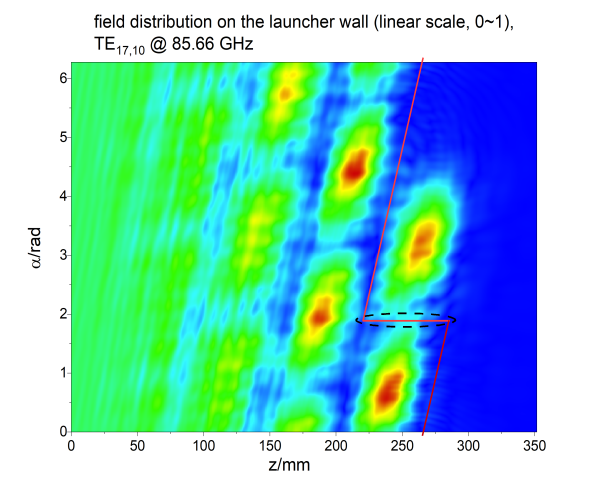 field distribution on the launcher wall (linear scale, 0~1),
TE17,10 @ 85.66 GHz
6
5
4
3
2
1
0
α/rad
0 50 100 150 200 250 300 350
z/mm